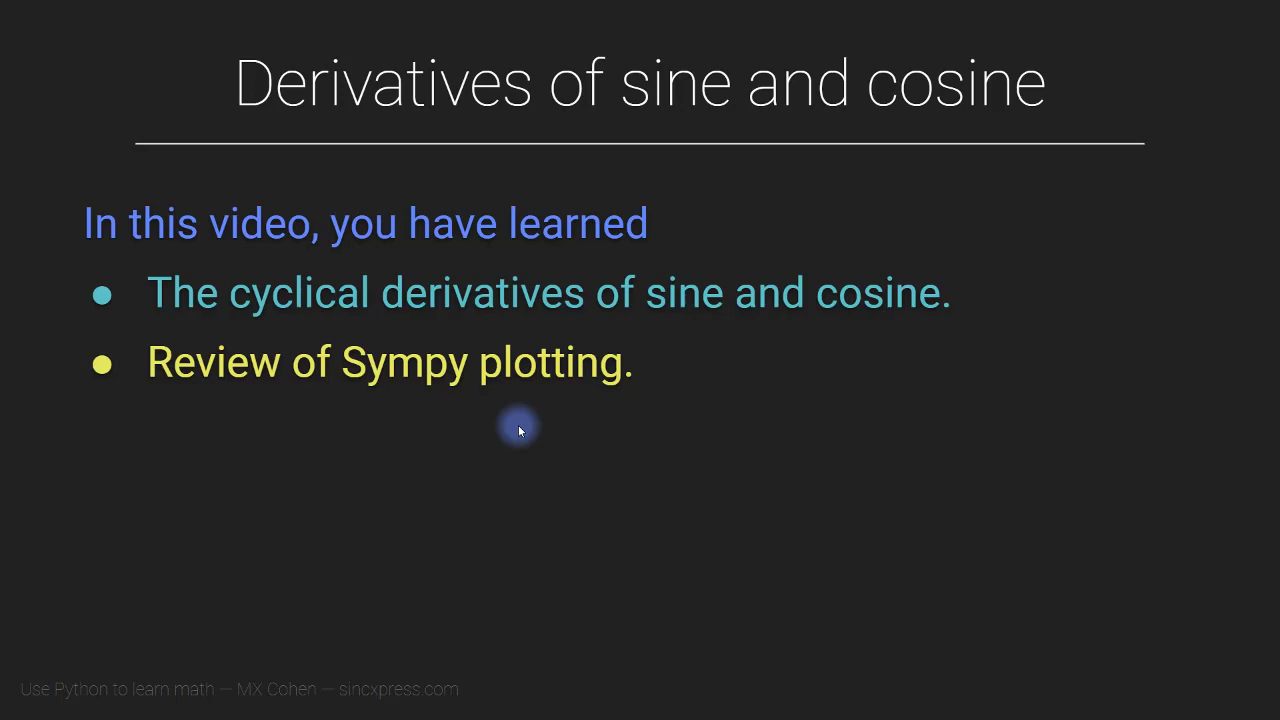 Derivatives of sine and cosine
In this video, you have learned
● The cyclical derivatives of sine and cosine.
● Review of Sympy plotting.
Use Python to learn math — MX Cohen — sincxpress.com